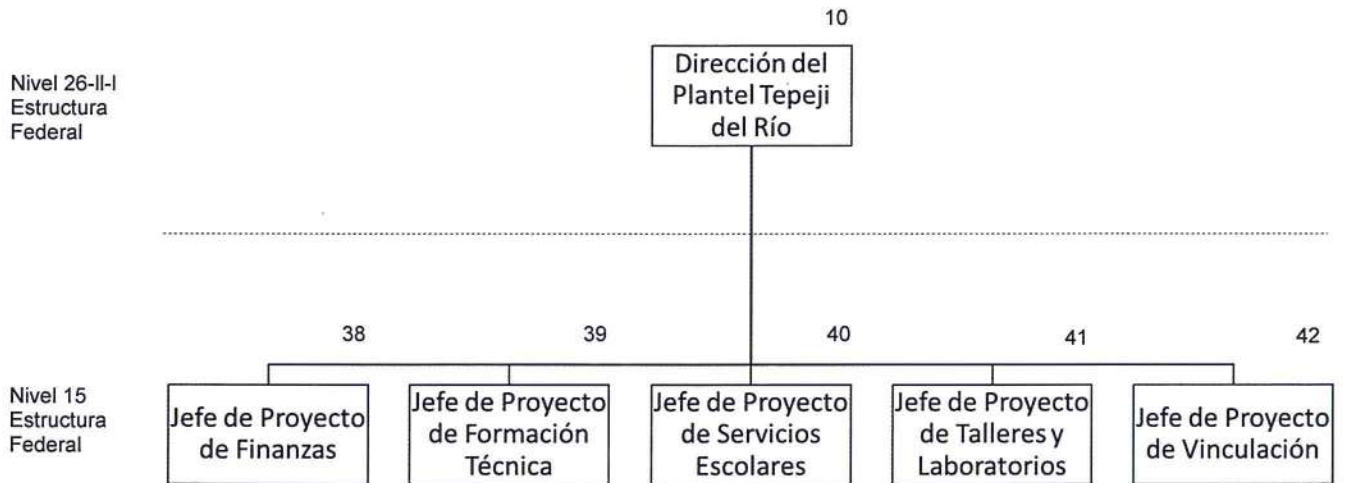 10
Nivel 26-II-I
Estructura
Federal
Dirección del
Plantel Tepeji
del Río
38
39
40
41
42
Nivel 15
Estructura
Federal
Jefe de Proyecto
de Finanzas
Jefe de Proyecto
de Formación
Técnica
Jefe de Proyecto
de Servicios
Escolares
Jefe de Proyecto
de Talleres y
Laboratorios
Jefe de Proyecto
de Vinculación